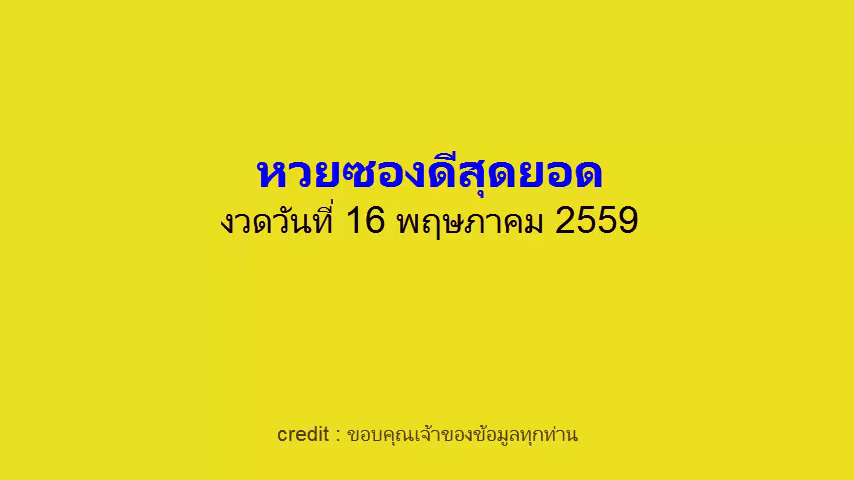 หวยซองดีสุดยอด
งวดวันที่ 16 พฤษภาคม 2559
credit : ขอบคุณเจ้าของข้อมูลทุกท่าน